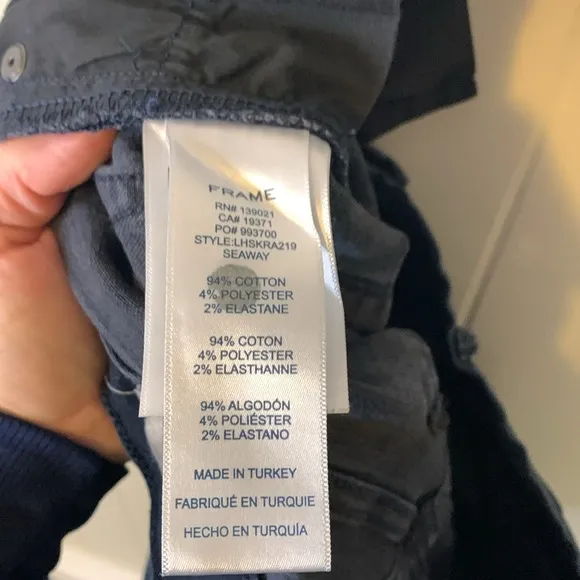 FRAME
RN# 139021
CA# 19371
PO# 993700
STYLE:LHSKRA219
SEAWAY
94% COTTON
4% POLYESTER
2% ELASTANE
94% COTON
4% POLYESTER
2% ELASTHANNE
94% ALGODÓN
4% POLIÉSTER
2% ELASTANO
MADE IN TURKEY
FABRIQUÉ EN TURQUIE
HECHO EN TURQUÍA